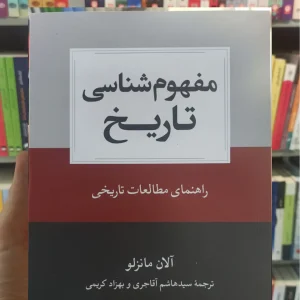 مفهوم‌شناسی
تاریخ
راهنمای مطالعات تاریخی
آلان مانزلو
ترجمهٔ سیدهاشم آقاجری و بهزاد کریمی